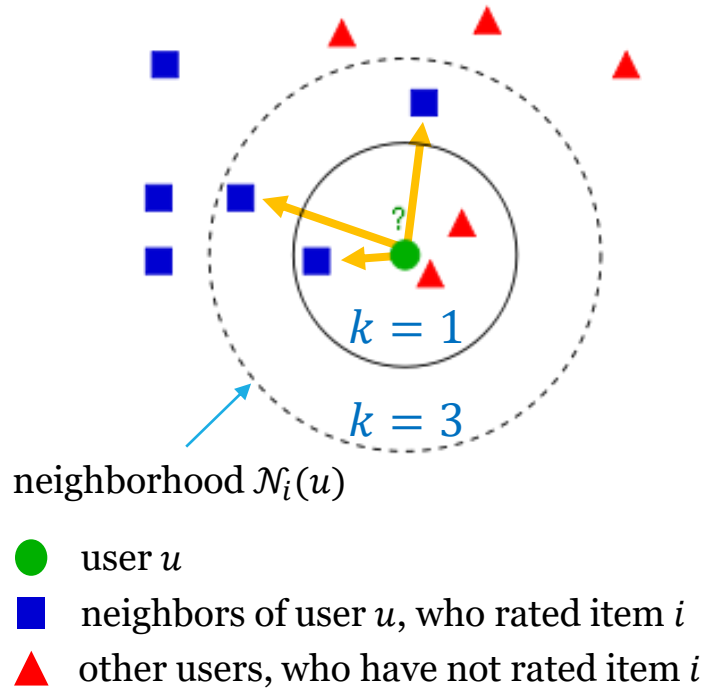 ?
k = 1
k = 3
neighborhood 𝒩ᵢ(u)
user u
neighbors of user u, who rated item i
other users, who have not rated item i